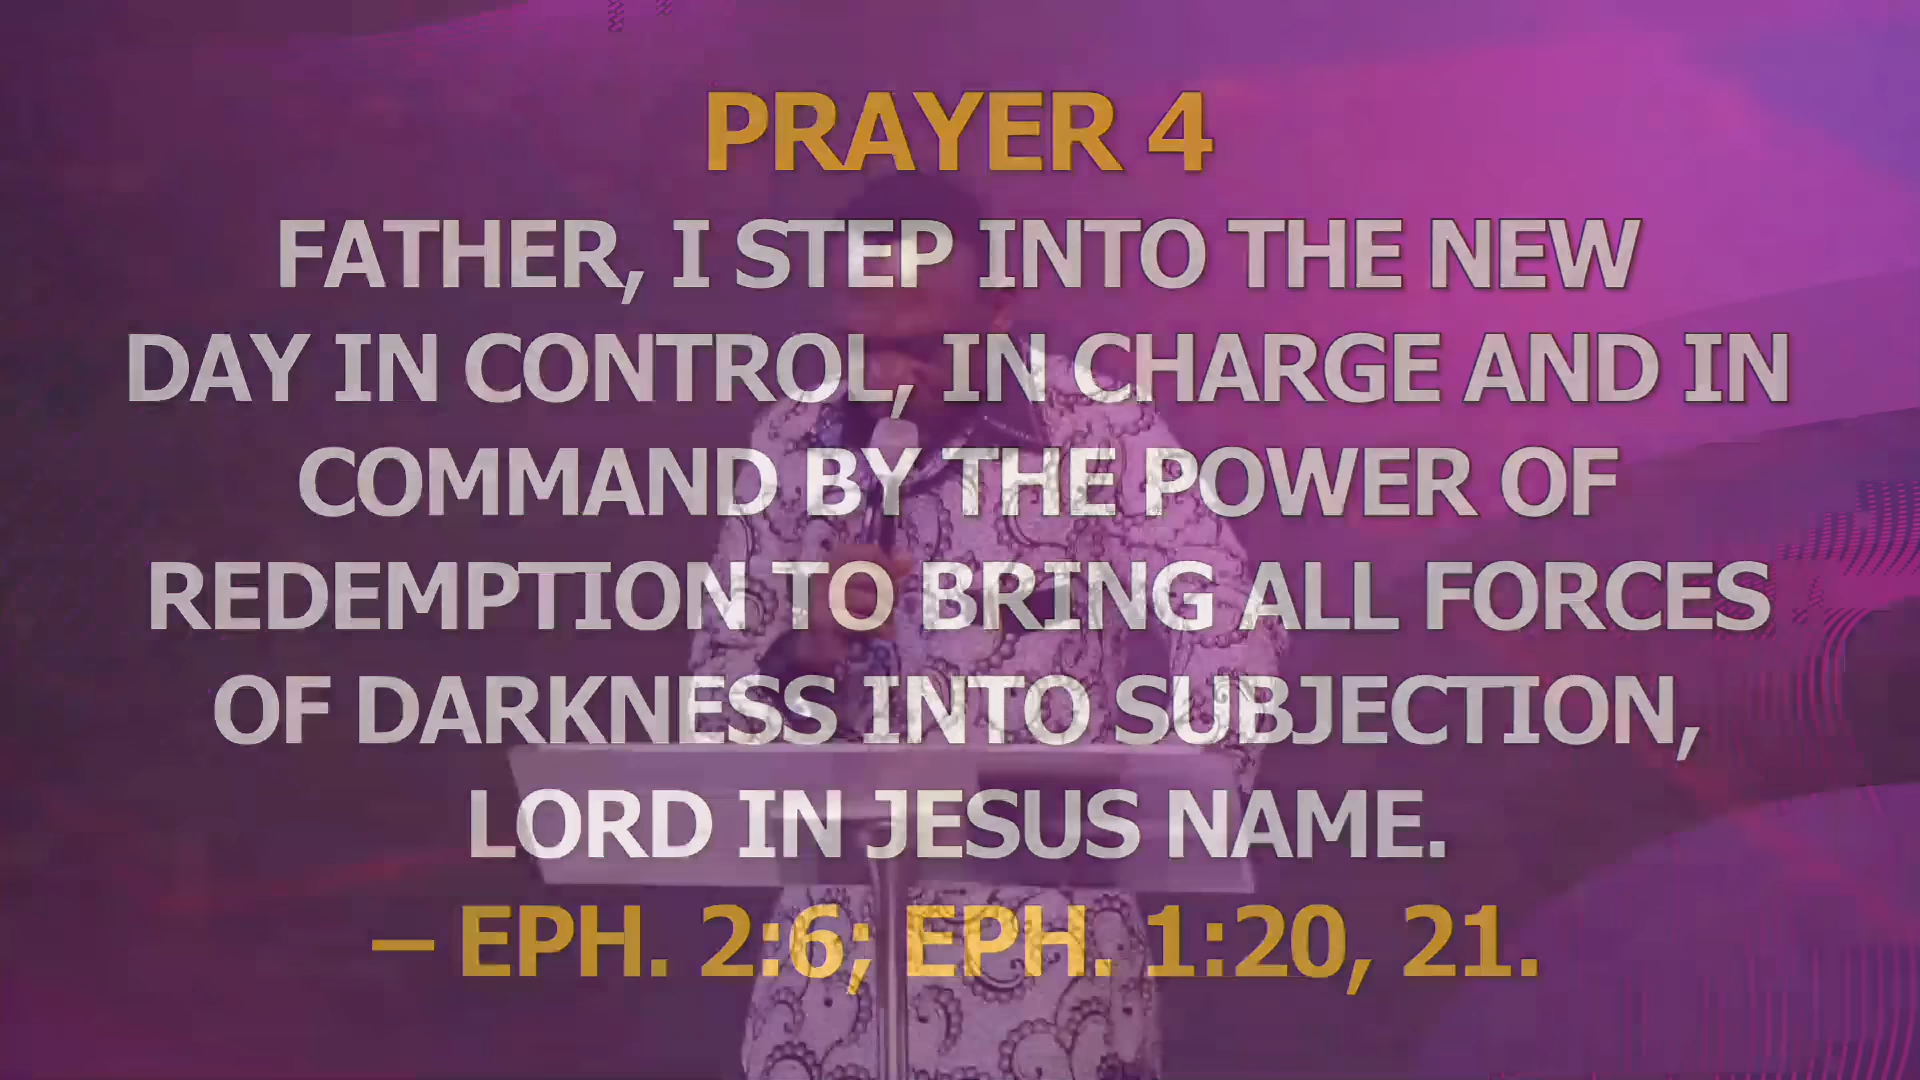 PRAYER 4
FATHER, I STEP INTO THE NEW
DAY IN CONTROL, IN CHARGE AND IN
COMMAND BY THE POWER OF
REDEMPTION TO BRING ALL FORCES
OF DARKNESS INTO SUBJECTION,
LORD IN JESUS NAME.
– EPH. 2:6; EPH. 1:20, 21.